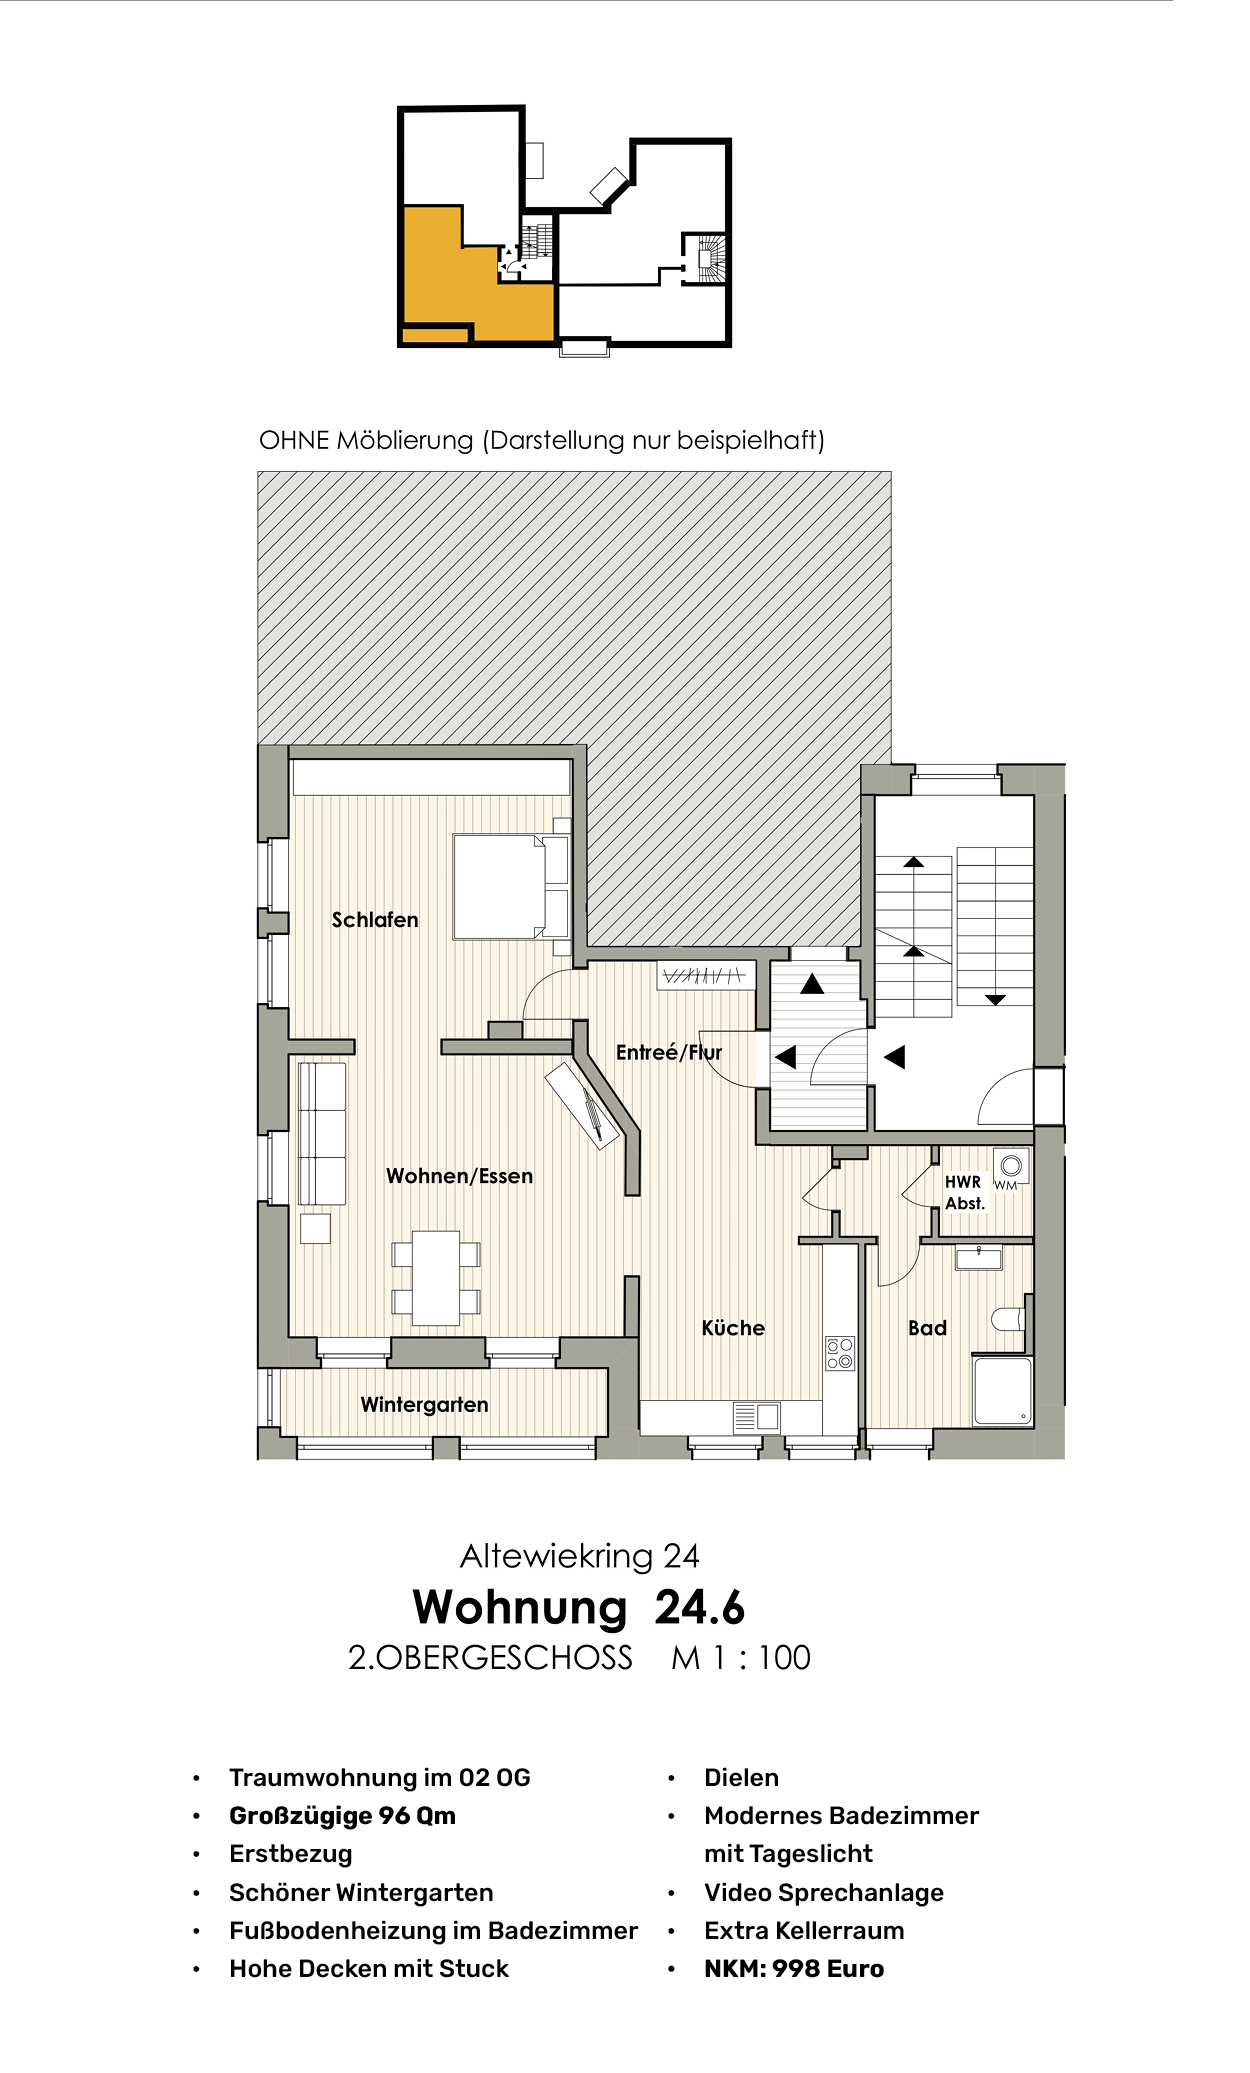 OHNE Möblierung (Darstellung nur beispielhaft)
Schlafen
Entreé/Flur
Wohnen/Essen
HWR
Abst.
WM
Küche
Bad
Wintergarten
Altewiekring 24
Wohnung 24.6
2.OBERGESCHOSS M 1 : 100
• Traumwohnung im 02 OG
• Großzügige 96 Qm
• Erstbezug
• Schöner Wintergarten
• Fußbodenheizung im Badezimmer
• Hohe Decken mit Stuck
• Dielen
• Modernes Badezimmer
mit Tageslicht
• Video Sprechanlage
• Extra Kellerraum
• NKM: 998 Euro